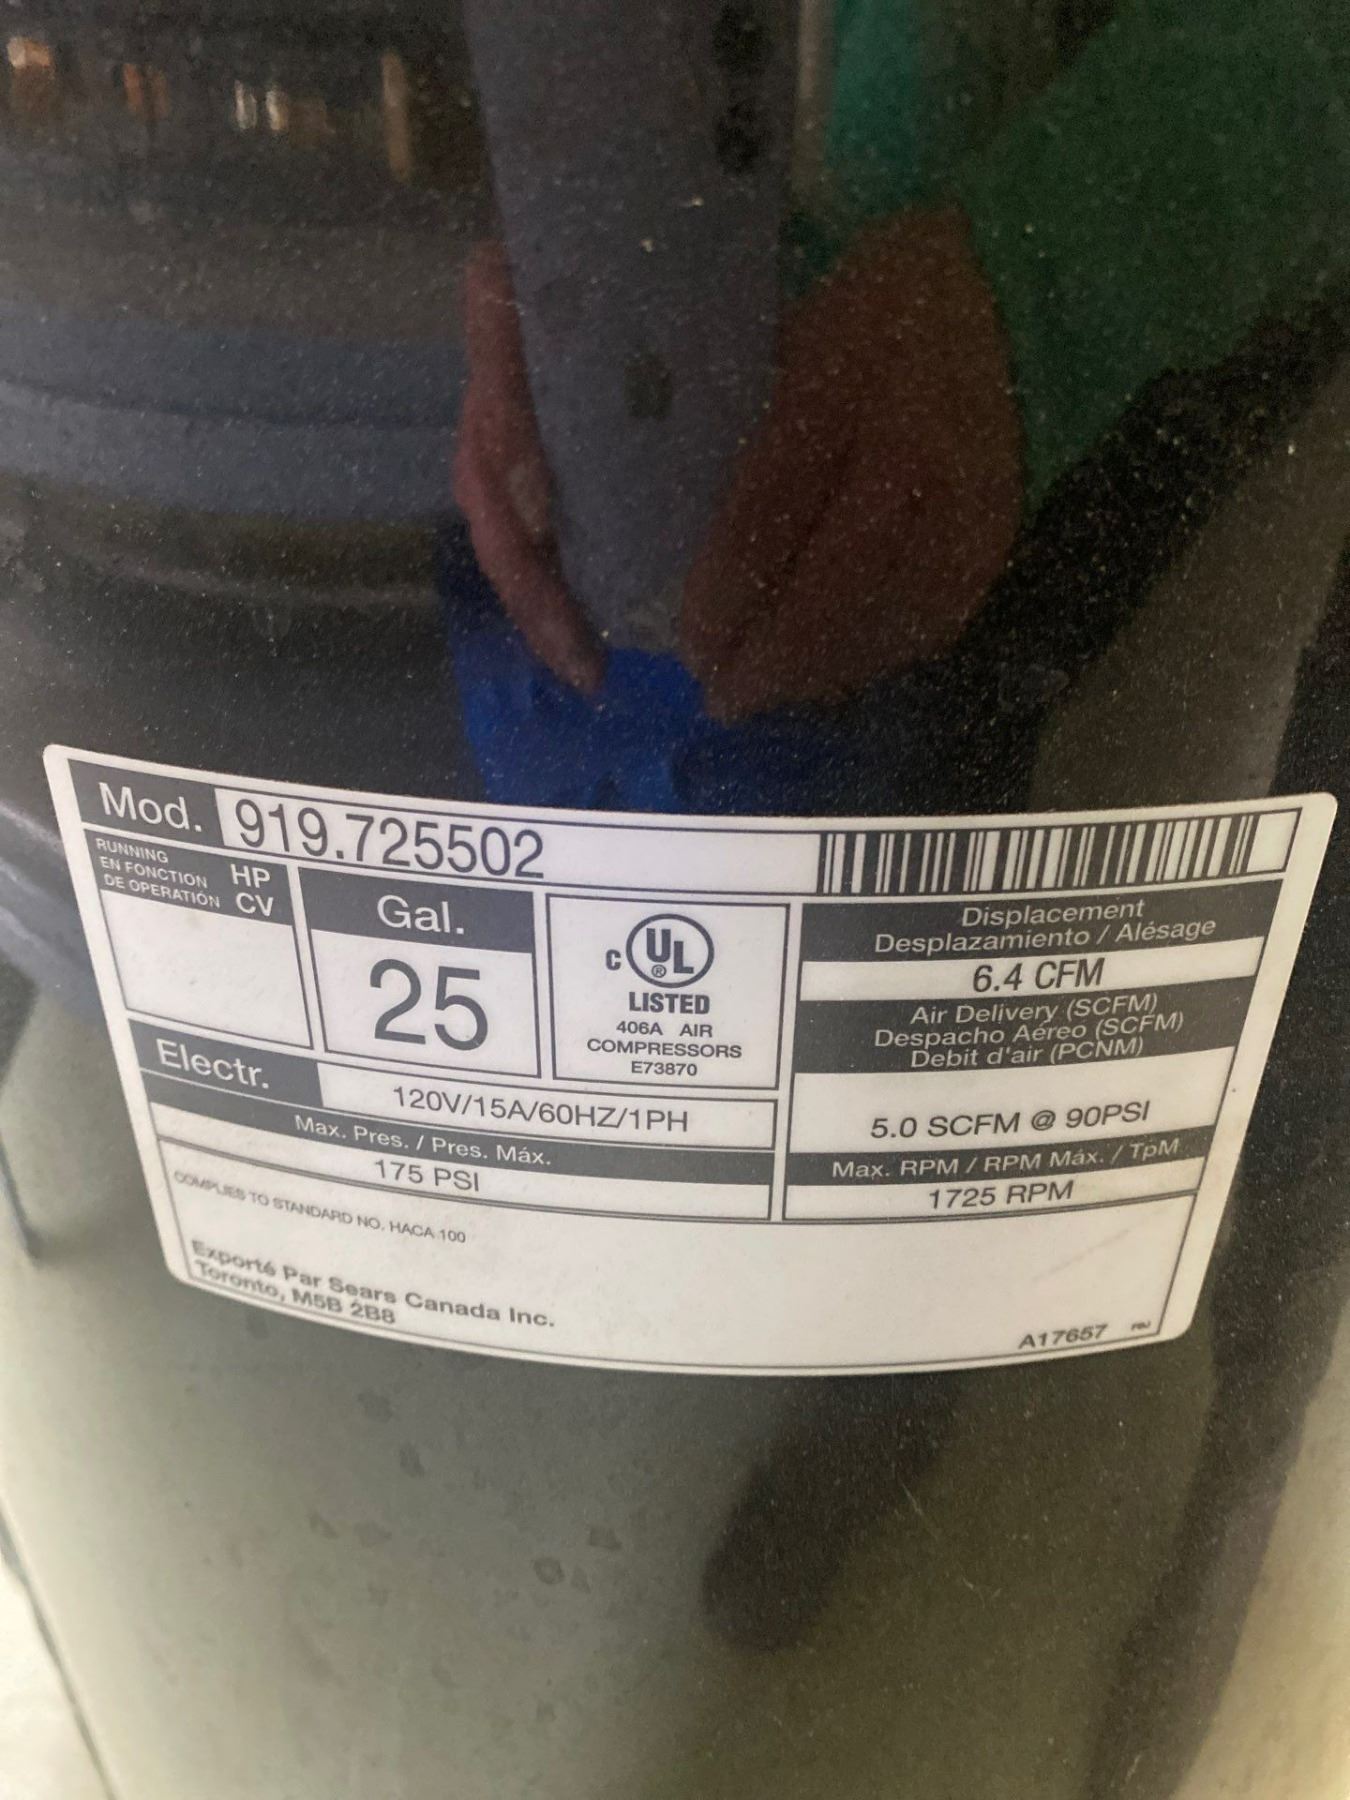 Mod. 919.725502
RUNNING
EN FONCTION HP
DE OPERATIÓN CV
Gal.
25
C UL ®
LISTED
406A AIR
COMPRESSORS
E73870
Displacement
Desplazamiento / Alésage
6.4 CFM
Air Delivery (SCFM)
Despacho Aéreo (SCFM)
Debit d'air (PCNM)
5.0 SCFM @ 90PSI
Electr.
120V/15A/60HZ/1PH
Max. Pres. / Pres. Máx.
175 PSI
Max. RPM / RPM Máx. / TpM
1725 RPM
COMPLIES TO STANDARD NO. HACA 100
Exporté Par Sears Canada Inc.
Toronto, M5B 2B8
A17657